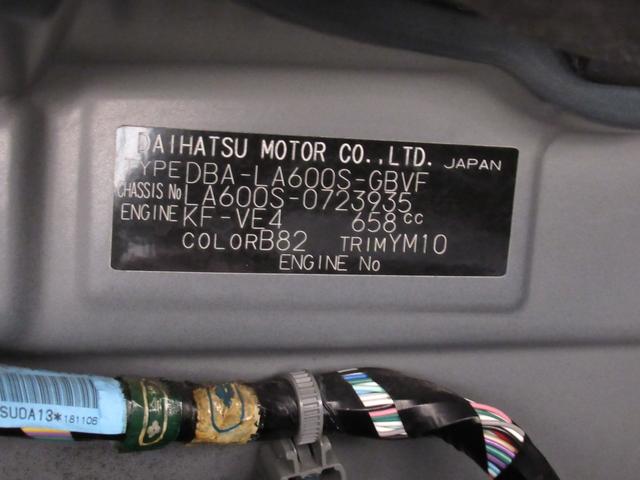 DAIHATSU MOTOR CO.,LTD. JAPAN
TYPE DBA-LA600S-GBVF
CHASSIS No LA600S-0723935
ENGINE KF-VE4 658cc
COLOR B82 TRIM YM10
ENGINE No
SUDA13*181106